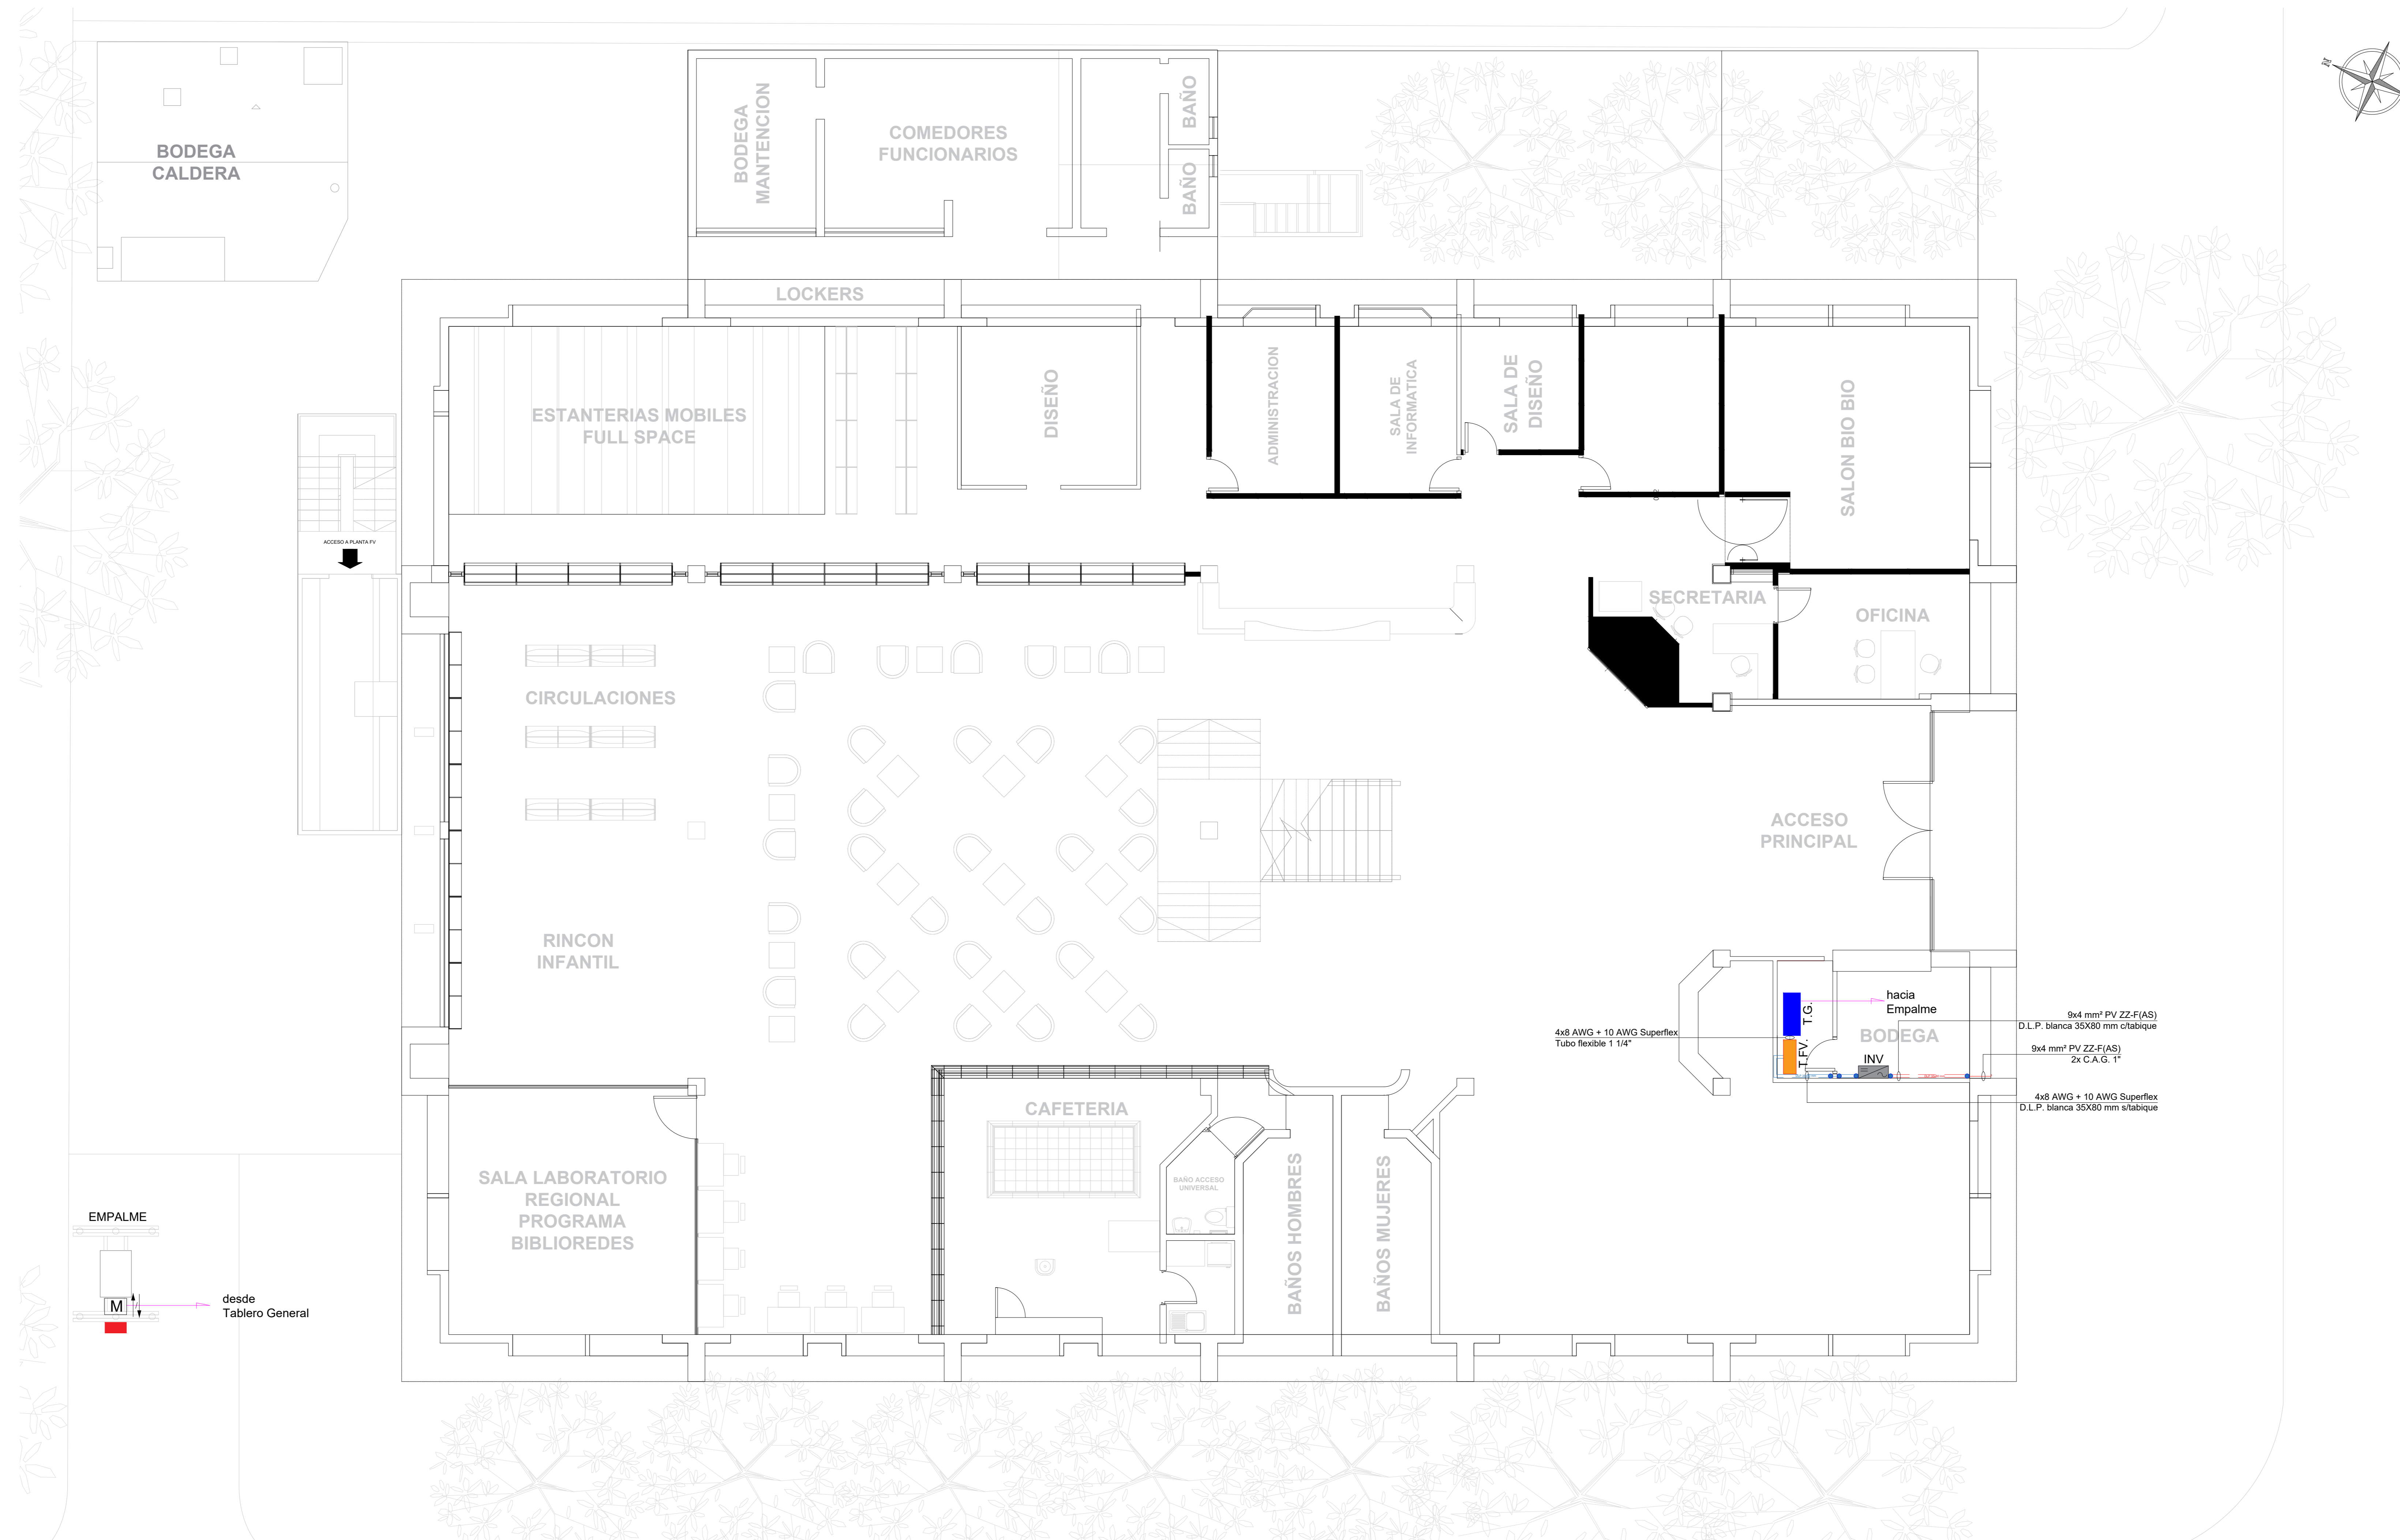 BODEGA
CALDERA
BODEGA
MANTENCION
COMEDORES
FUNCIONARIOS
BAÑO
BAÑO
LOCKERS
ESTANTERIAS MOBILES
FULL SPACE
DISEÑO
ADMINISTRACION
SALA DE
INFORMATICA
SALA DE
DISEÑO
SALON BIO BIO
ACCESO A PLANTA FV
SECRETARIA
OFICINA
CIRCULACIONES
ACCESO
PRINCIPAL
RINCON
INFANTIL
hacia
Empalme
T.G.
T.FV.
INV
BODEGA
4x8 AWG + 10 AWG Superflex
Tubo flexible 1 1/4"
9x4 mm² PV ZZ-F(AS)
D.L.P. blanca 35X80 mm c/tabique
9x4 mm² PV ZZ-F(AS)
2x C.A.G. 1"
4x8 AWG + 10 AWG Superflex
D.L.P. blanca 35X80 mm s/tabique
CAFETERIA
BAÑO ACCESO
UNIVERSAL
BAÑOS HOMBRES
BAÑOS MUJERES
SALA LABORATORIO
REGIONAL
PROGRAMA
BIBLIOREDES
EMPALME
M
desde
Tablero General